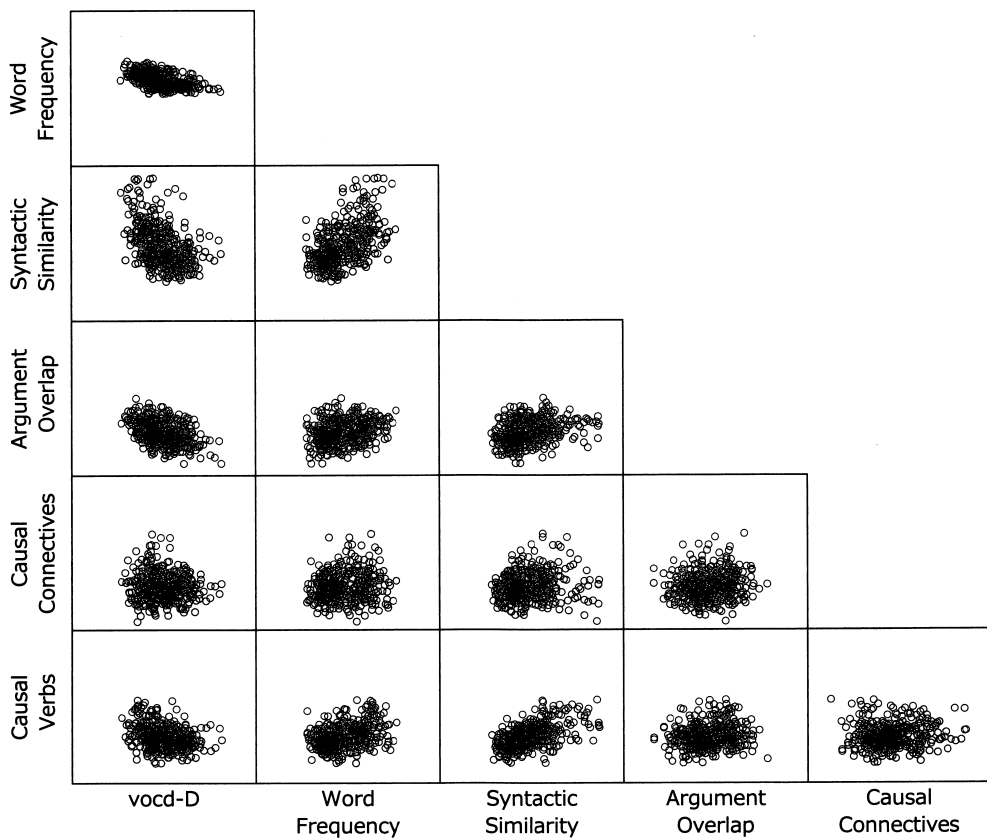 Word
Frequency
Syntactic
Similarity
Argument
Overlap
Causal
Connectives
Causal
Verbs
vocd-D
Word
Frequency
Syntactic
Similarity
Argument
Overlap
Causal
Connectives